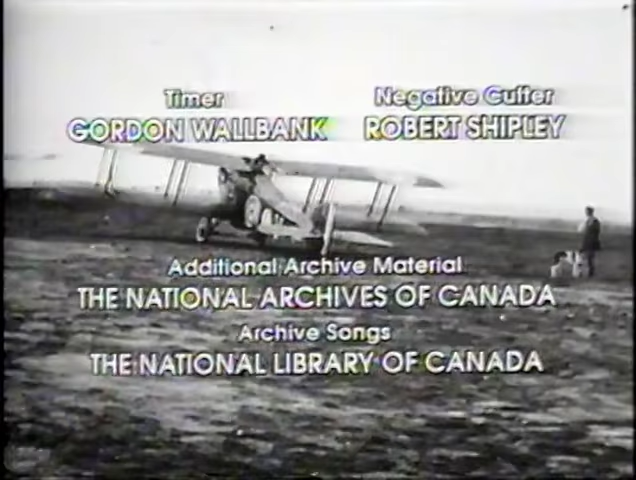 Timer
GORDON WALLBANK
Negative Cutter
ROBERT SHIPLEY
Additional Archive Material
THE NATIONAL ARCHIVES OF CANADA
Archive Songs
THE NATIONAL LIBRARY OF CANADA